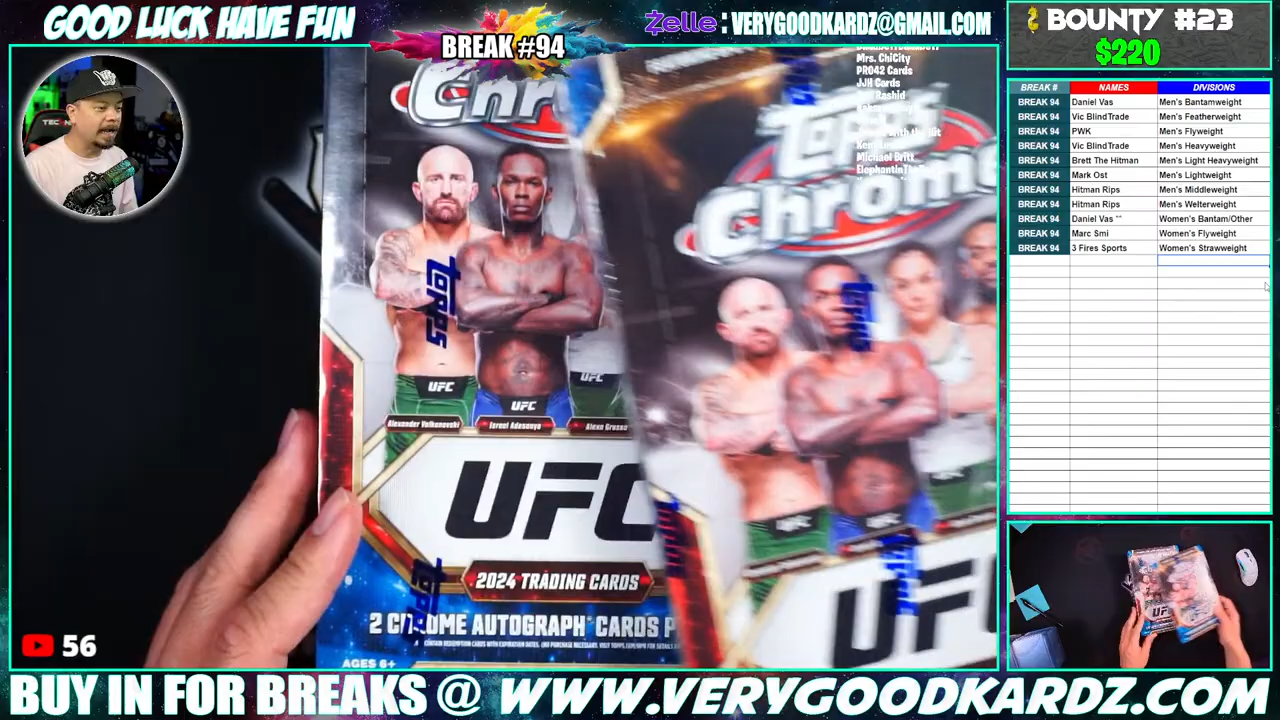 GOOD LUCK HAVE FUN
BREAK #94
Zelle : VERYGOODKARDZ@GMAIL.COM
BOUNTY #23
$220
BREAK # NAMES DIVISIONS
BREAK 94 Daniel Vas Men's Bantamweight
BREAK 94 Vic BlindTrade Men's Featherweight
BREAK 94 PWK Men's Flyweight
BREAK 94 Vic BlindTrade Men's Heavyweight
BREAK 94 Brett The Hitman Men's Light Heavyweight
BREAK 94 Mark Ost Men's Lightweight
BREAK 94 Hitman Rips Men's Middleweight
BREAK 94 Hitman Rips Men's Welterweight
BREAK 94 Daniel Vas ** Women's Bantam/Other
BREAK 94 Marc Smi Women's Flyweight
BREAK 94 3 Fires Sports Women's Strawweight
Mrs. ChiCity
PRO42 Cards
JJH Cards
Rashid
Michael Britt
Topps
Chrome
Topps
UFC
UFC
UFC
Alexander Volkanovski
Israel Adesanya
Alexa Grasso
UFC
2024 TRADING CARDS
AUTOGRAPH CARDS
AGES 6+
56
BUY IN FOR BREAKS @ WWW.VERYGOODKARDZ.COM